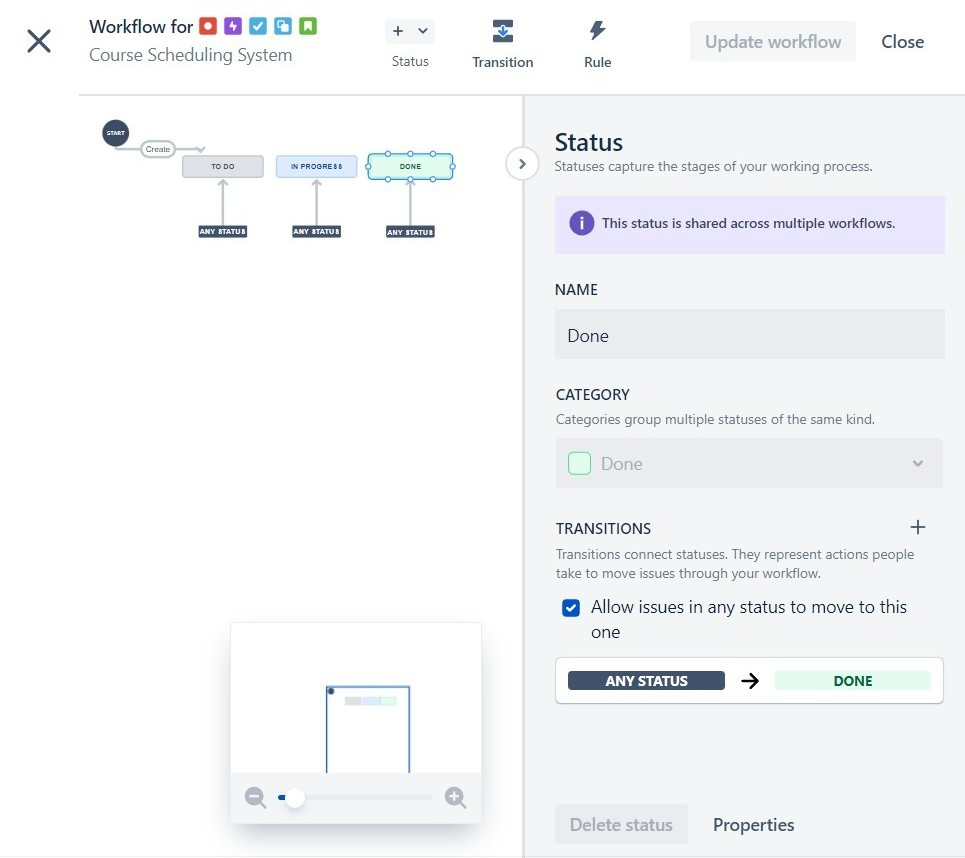 Workflow for
Course Scheduling System
Status
Transition
Rule
Update workflow
Close
START
Create
TO DO
IN PROGRESS
DONE
ANY STATUS
ANY STATUS
ANY STATUS
Status
Statuses capture the stages of your working process.
This status is shared across multiple workflows.
NAME
Done
CATEGORY
Categories group multiple statuses of the same kind.
Done
TRANSITIONS
Transitions connect statuses. They represent actions people
take to move issues through your workflow.
Allow issues in any status to move to this
one
ANY STATUS → DONE
Delete status
Properties